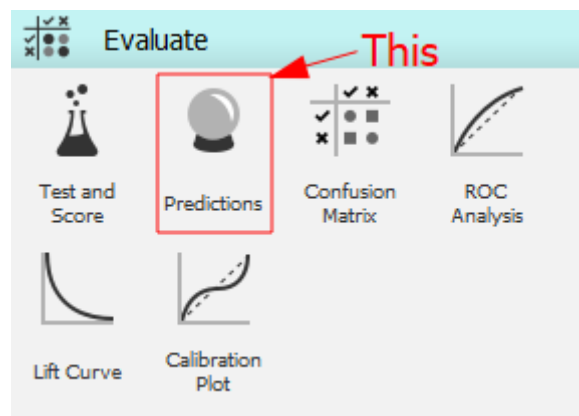 Evaluate
This
Test and
Score
Predictions
Confusion
Matrix
ROC
Analysis
Lift Curve
Calibration
Plot